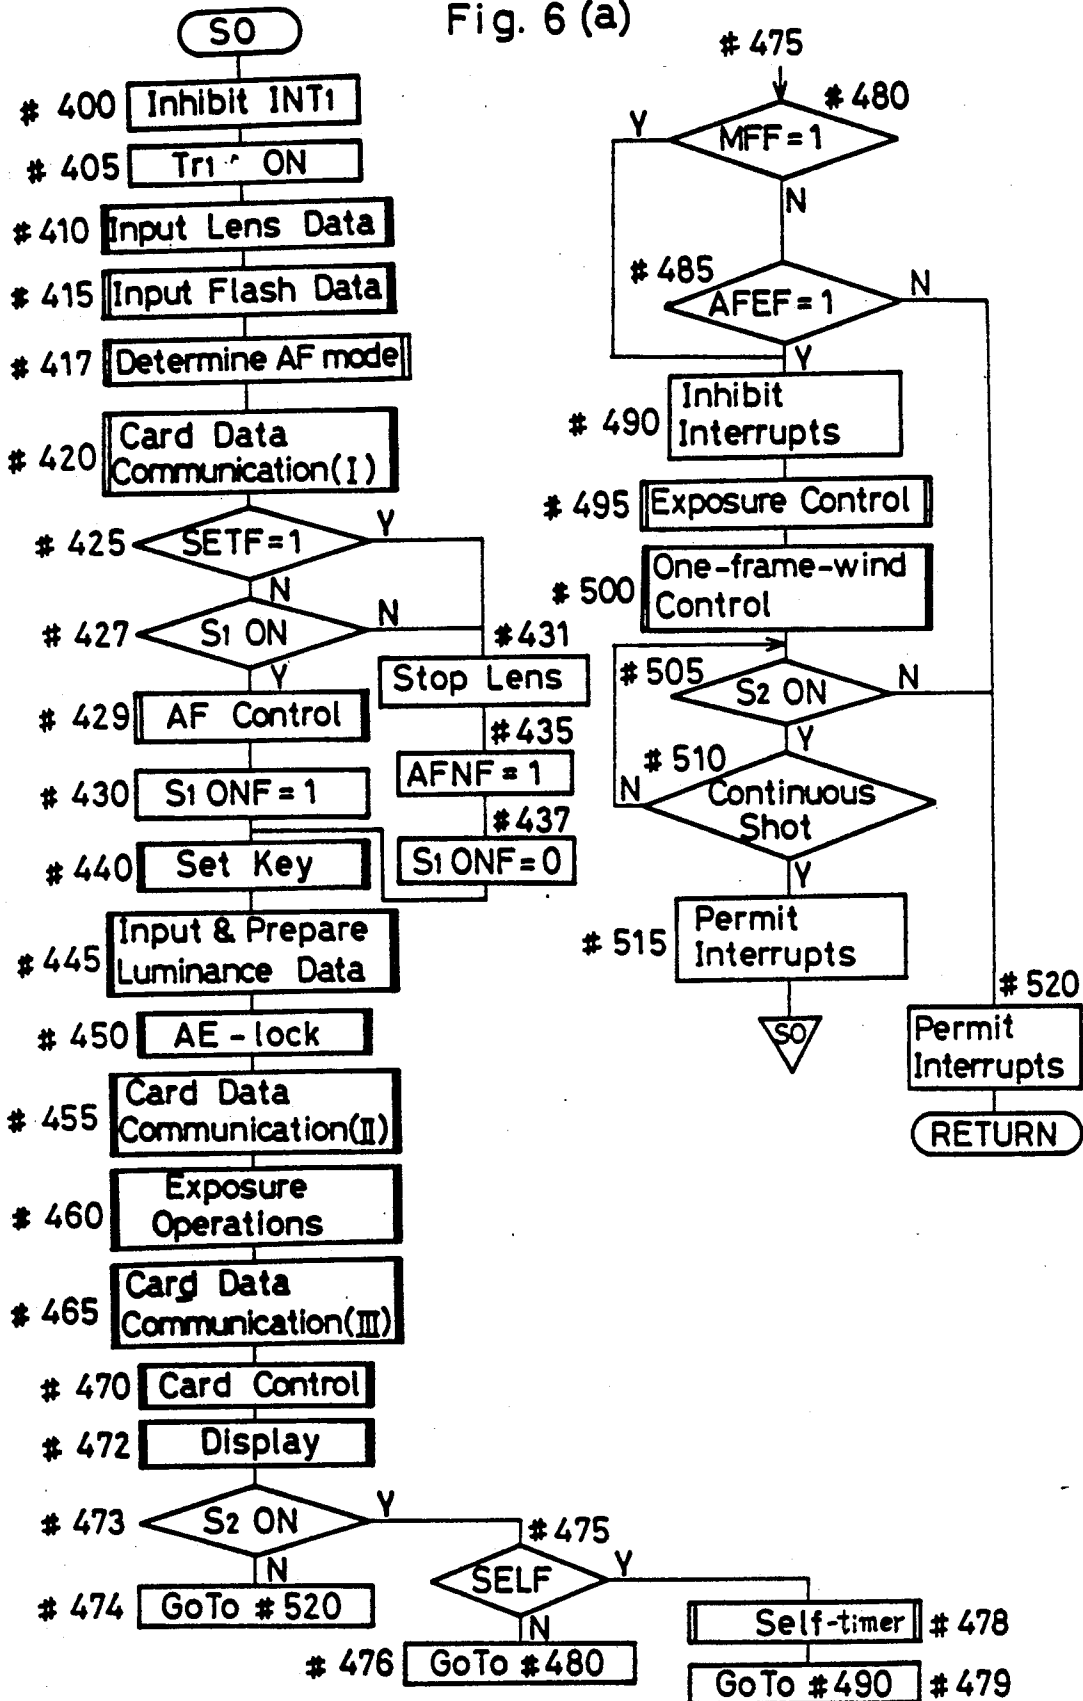 Fig. 6 (a)
SO
# 400 Inhibit INT1
# 405 Tr1 ON
# 410 Input Lens Data
# 415 Input Flash Data
# 417 Determine AF mode
# 420 Card Data
Communication(I)
# 425 SETF=1
Y
N
# 427 S1 ON
N
Y
# 429 AF Control
# 430 S1 ONF=1
# 431
Stop Lens
# 435
AFNF=1
# 437
S1 ONF=0
# 440 Set Key
# 445 Input & Prepare
Luminance Data
# 450 AE-lock
# 455 Card Data
Communication(II)
# 460 Exposure
Operations
# 465 Card Data
Communication(III)
# 470 Card Control
# 472 Display
# 473 S2 ON
Y
N
# 474 GoTo #520
# 475
SELF
Y
N
# 476 GoTo #480
Self-timer # 478
GoTo #490 # 479
# 475
# 480
MFF=1
Y
N
# 485
AFEF=1
N
Y
# 490 Inhibit
Interrupts
# 495 Exposure Control
# 500 One-frame-wind
Control
# 505
S2 ON
N
Y
# 510
Continuous
Shot
N
Y
# 515 Permit
Interrupts
SO
# 520
Permit
Interrupts
RETURN